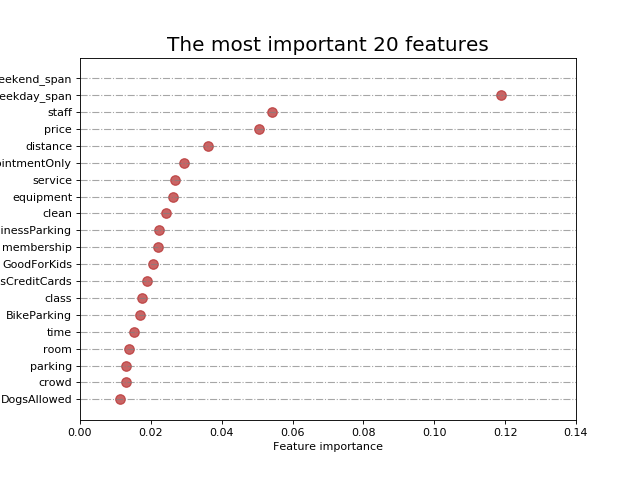 The most important 20 features
eekend_span
eekday_span
staff
price
distance
ointmentOnly
service
equipment
clean
inessParking
membership
GoodForKids
sCreditCards
class
BikeParking
time
room
parking
crowd
DogsAllowed
0.00 0.02 0.04 0.06 0.08 0.10 0.12 0.14
Feature importance